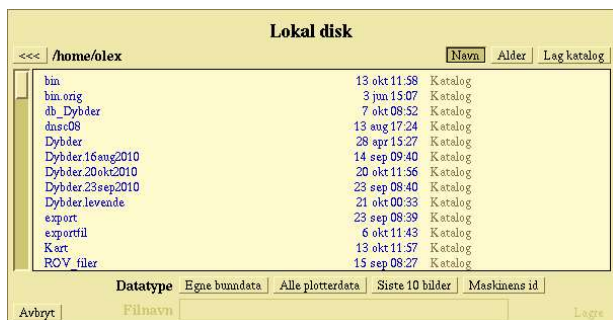 Lokal disk
<<< /home/olex Navn Alder Lag katalog
bin 13 okt 11:58 Katalog
bin.orig 3 jun 15:07 Katalog
db_Dybder 7 okt 08:52 Katalog
dnsc08 13 aug 17:24 Katalog
Dybder 28 apr 15:27 Katalog
Dybder.16aug2010 14 sep 09:40 Katalog
Dybder.20okt2010 20 okt 11:56 Katalog
Dybder.23sep2010 23 sep 08:40 Katalog
Dybder.levende 21 okt 00:33 Katalog
export 23 sep 08:39 Katalog
exportfil 6 okt 11:43 Katalog
Kart 13 okt 11:57 Katalog
ROV_filer 15 sep 08:27 Katalog
Datatype Egne bunndata Alle plotterdata Siste 10 bilder Maskinens id
Avbryt Filnavn Lagre